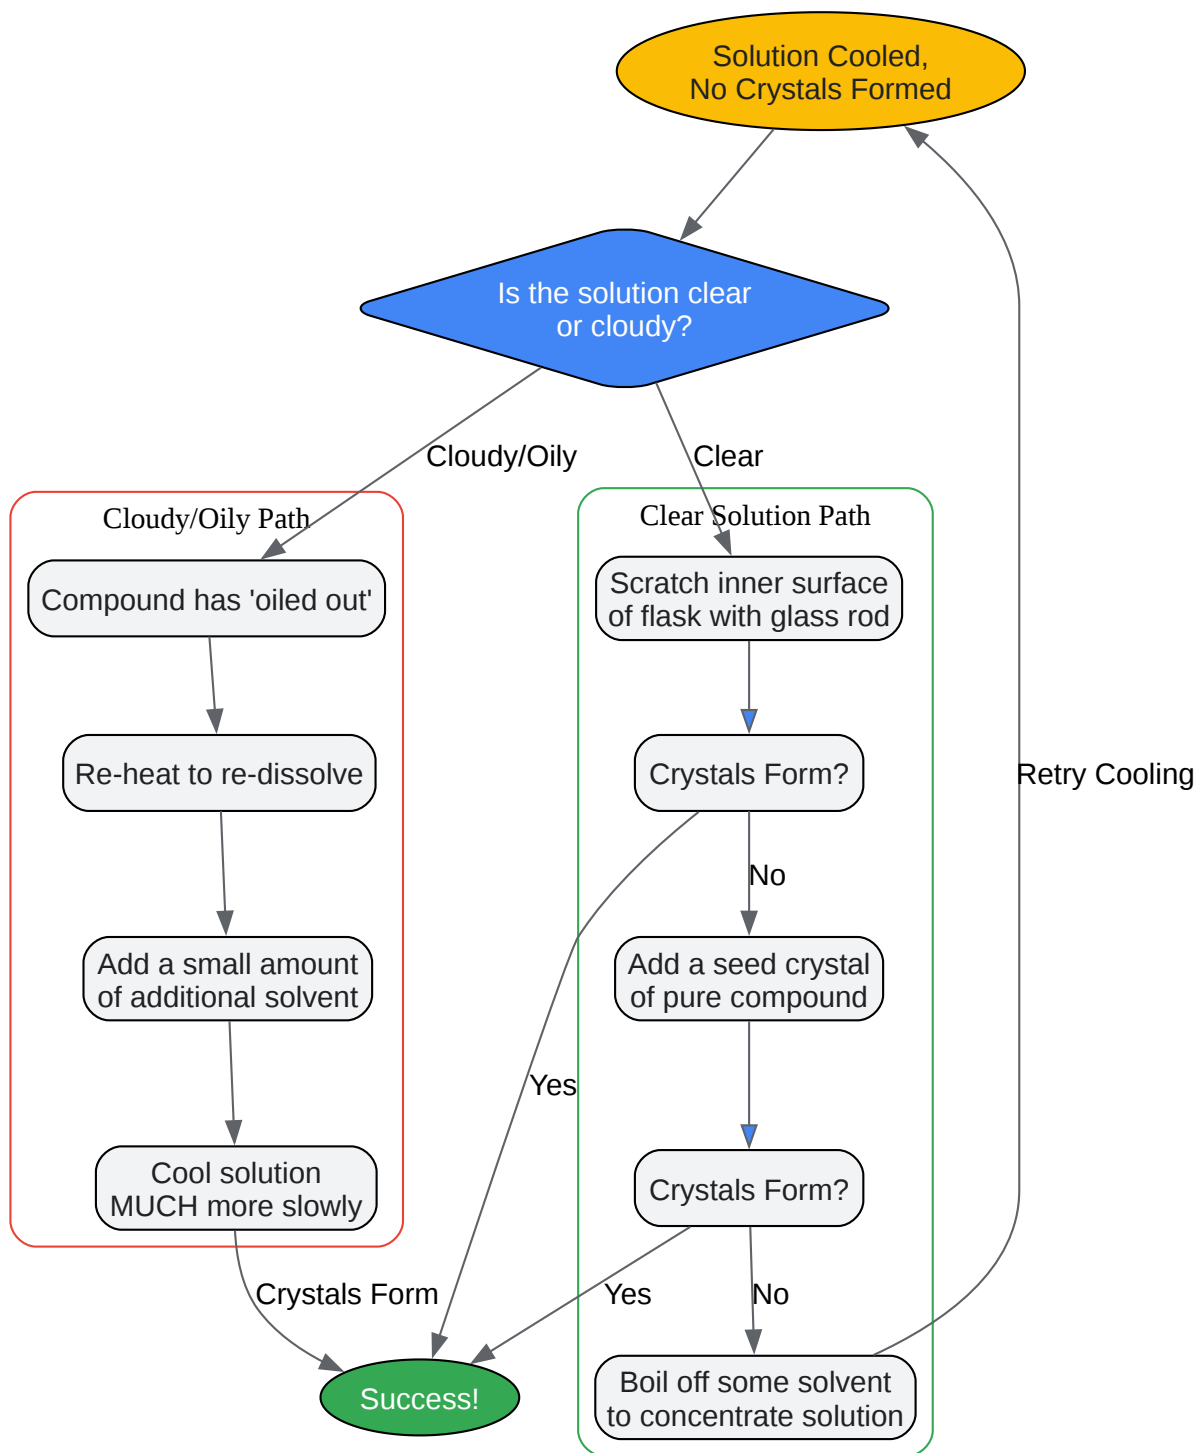 Solution Cooled,
No Crystals Formed
Is the solution clear
or cloudy?
Cloudy/Oily
Clear
Cloudy/Oily Path
Compound has 'oiled out'
Re-heat to re-dissolve
Add a small amount
of additional solvent
Cool solution
MUCH more slowly
Crystals Form
Clear Solution Path
Scratch inner surface
of flask with glass rod
Crystals Form?
No
Yes
Add a seed crystal
of pure compound
Crystals Form?
Yes
No
Boil off some solvent
to concentrate solution
Retry Cooling
Success!